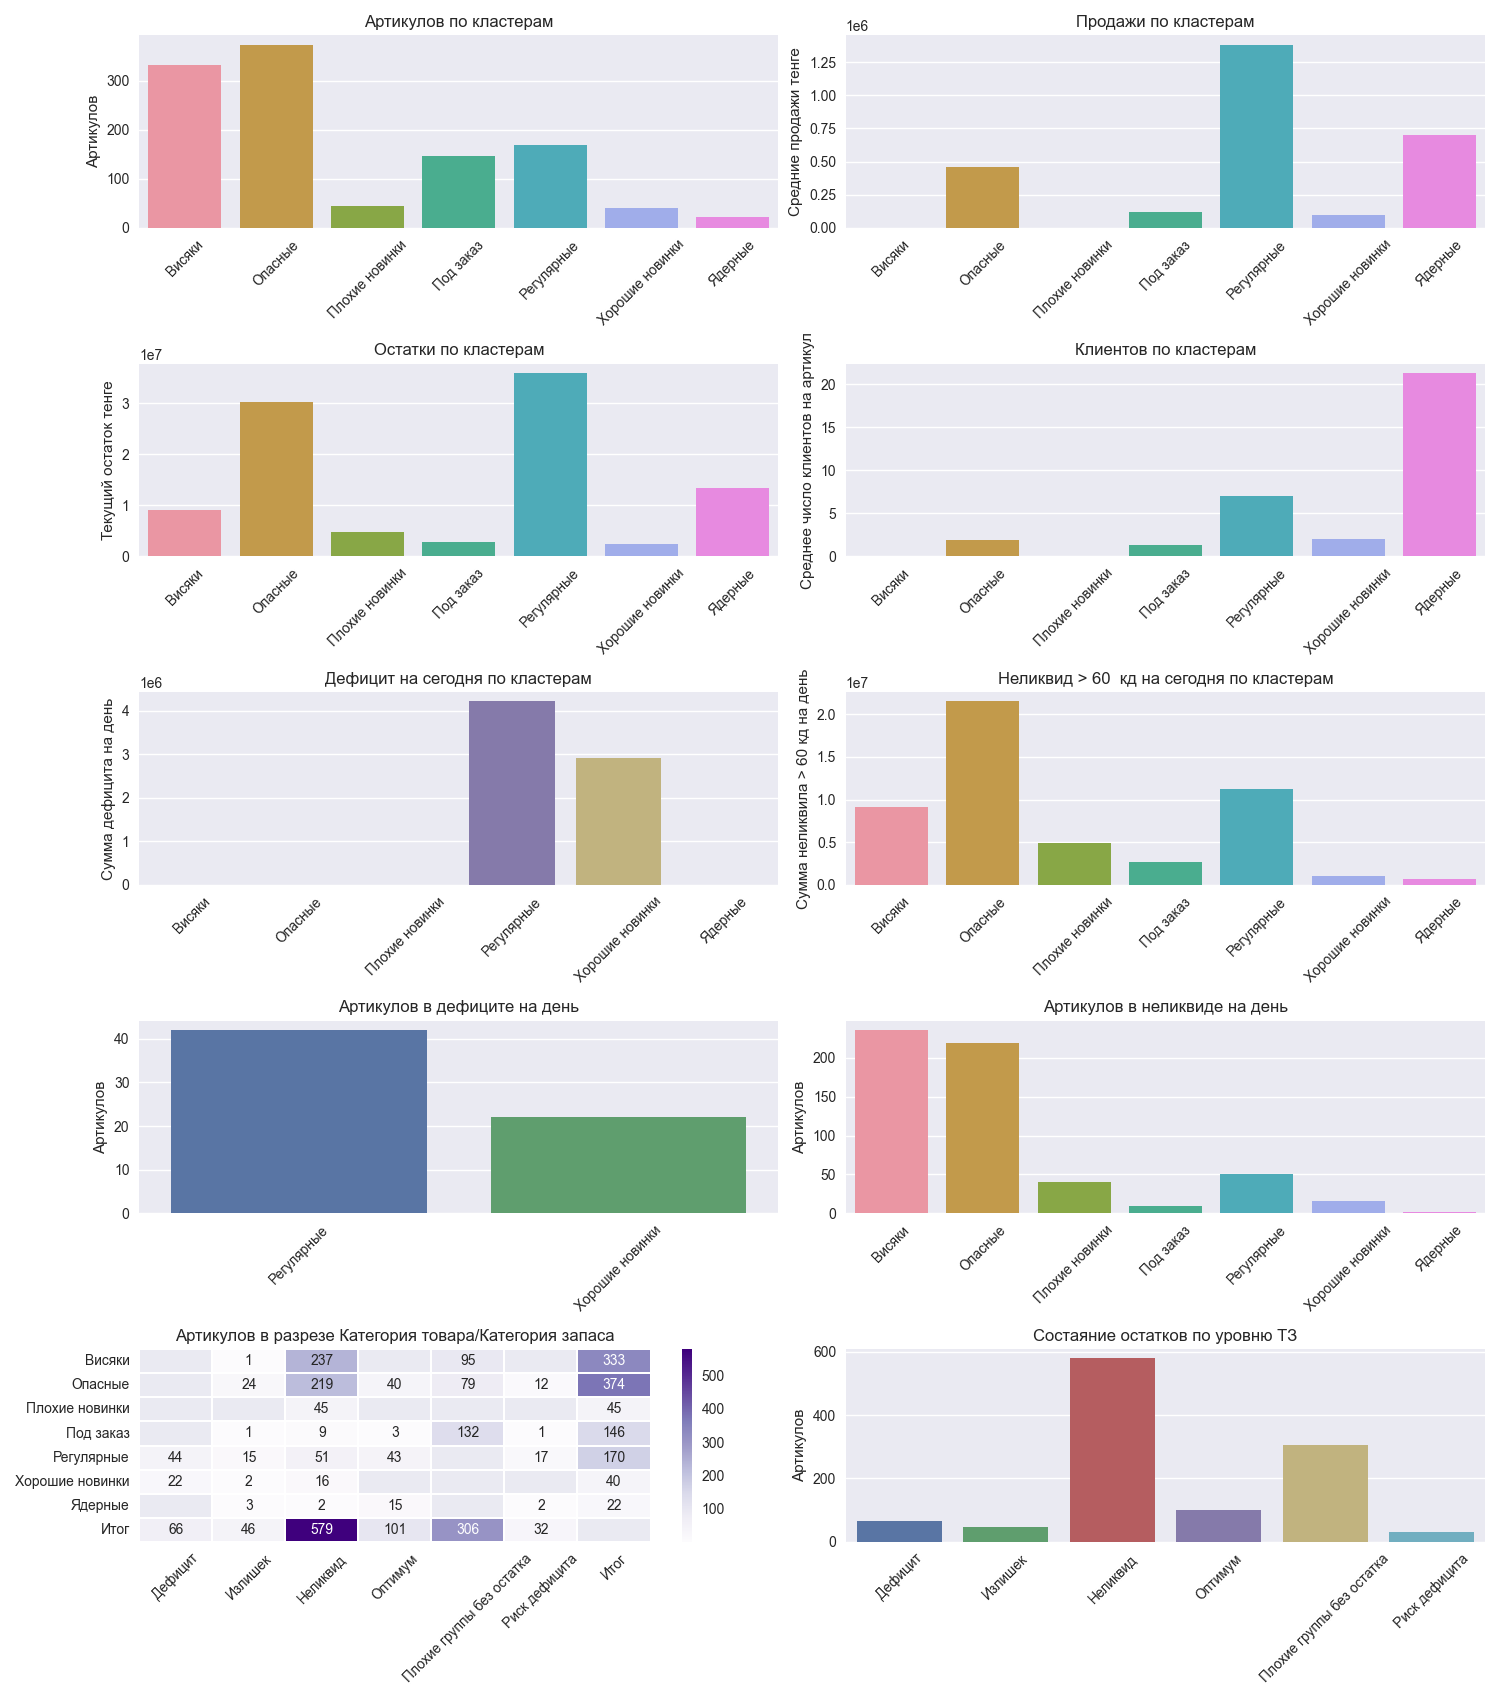 Артикулов по кластерам
Артикулов
300
200
100
0
Висяки
Опасные
Плохие новинки
Под заказ
Регулярные
Хорошие новинки
Ядерные
Продажи по кластерам
1e6
Средние продажи тенге
1.25
1.00
0.75
0.50
0.25
0.00
Висяки
Опасные
Плохие новинки
Под заказ
Регулярные
Хорошие новинки
Ядерные
Остатки по кластерам
1e7
Текущий остаток тенге
3
2
1
0
Висяки
Опасные
Плохие новинки
Под заказ
Регулярные
Хорошие новинки
Ядерные
Клиентов по кластерам
Среднее число клиентов на артикул
20
15
10
5
0
Висяки
Опасные
Плохие новинки
Под заказ
Регулярные
Хорошие новинки
Ядерные
Дефицит на сегодня по кластерам
1e6
Сумма дефицита на день
4
3
2
1
0
Висяки
Опасные
Плохие новинки
Регулярные
Хорошие новинки
Ядерные
Неликвид > 60 кд на сегодня по кластерам
1e7
Сумма неликвила > 60 кд на день
2.0
1.5
1.0
0.5
0.0
Висяки
Опасные
Плохие новинки
Под заказ
Регулярные
Хорошие новинки
Ядерные
Артикулов в дефиците на день
Артикулов
40
30
20
10
0
Регулярные
Хорошие новинки
Артикулов в неликвиде на день
Артикулов
200
150
100
50
0
Висяки
Опасные
Плохие новинки
Под заказ
Регулярные
Хорошие новинки
Ядерные
Артикулов в разрезе Категория товара/Категория запаса
Висяки 1 237 95 333
Опасные 24 219 40 79 12 374
Плохие новинки 45 45
Под заказ 1 9 3 132 1 146
Регулярные 44 15 51 43 17 170
Хорошие новинки 22 2 16 40
Ядерные 3 2 15 2 22
Итог 66 46 579 101 306 32
Дефицит
Излишек
Неликвид
Оптимум
Плохие группы без остатка
Риск дефицита
Итог
500
400
300
200
100
Состаяние остатков по уровню ТЗ
Артикулов
600
400
200
0
Дефицит
Излишек
Неликвид
Оптимум
Плохие группы без остатка
Риск дефицита